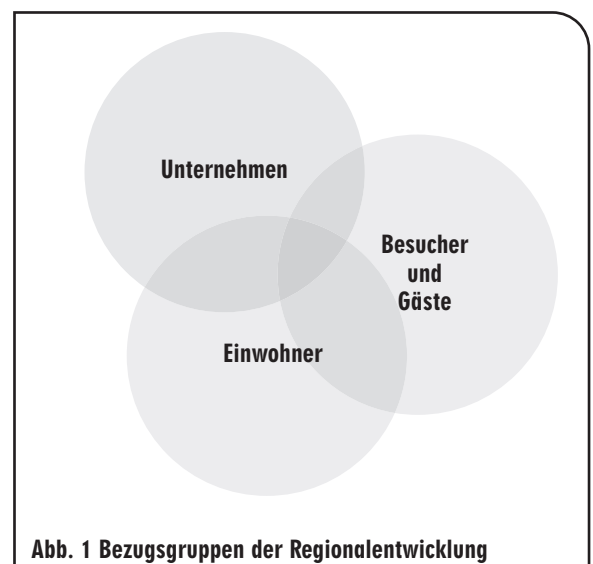 Unternehmen
Besucher
und
Gäste
Einwohner
Abb. 1 Bezugsgruppen der Regionalentwicklung